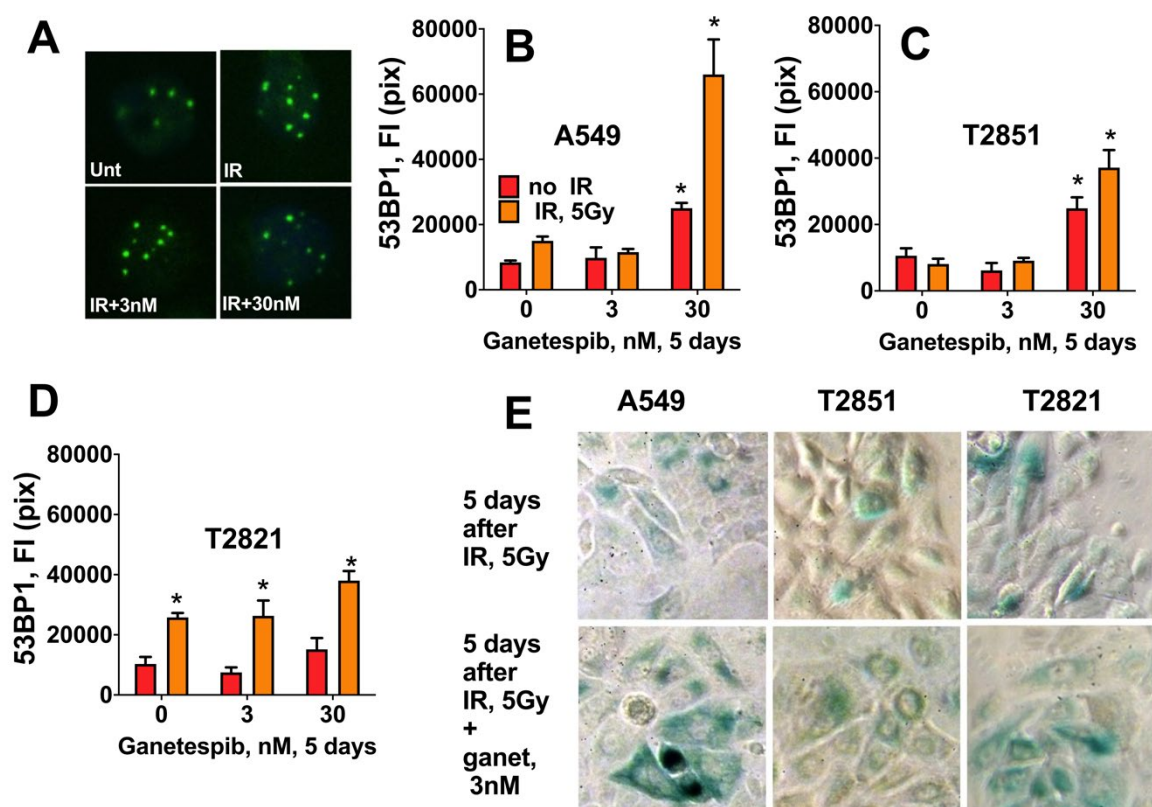 A
Unt
IR
IR+3nM
IR+30nM
B
53BP1, FI (pix)
80000
60000
40000
20000
0
A549
no IR
IR, 5Gy
*
*
0 3 30
Ganetespib, nM, 5 days
C
53BP1, FI (pix)
80000
60000
40000
20000
0
T2851
*
*
0 3 30
Ganetespib, nM, 5 days
D
53BP1, FI (pix)
80000
60000
40000
20000
0
T2821
*
*
*
0 3 30
Ganetespib, nM, 5 days
E
A549 T2851 T2821
5 days
after
IR, 5Gy
5 days
after
IR, 5Gy
+
ganet,
3nM